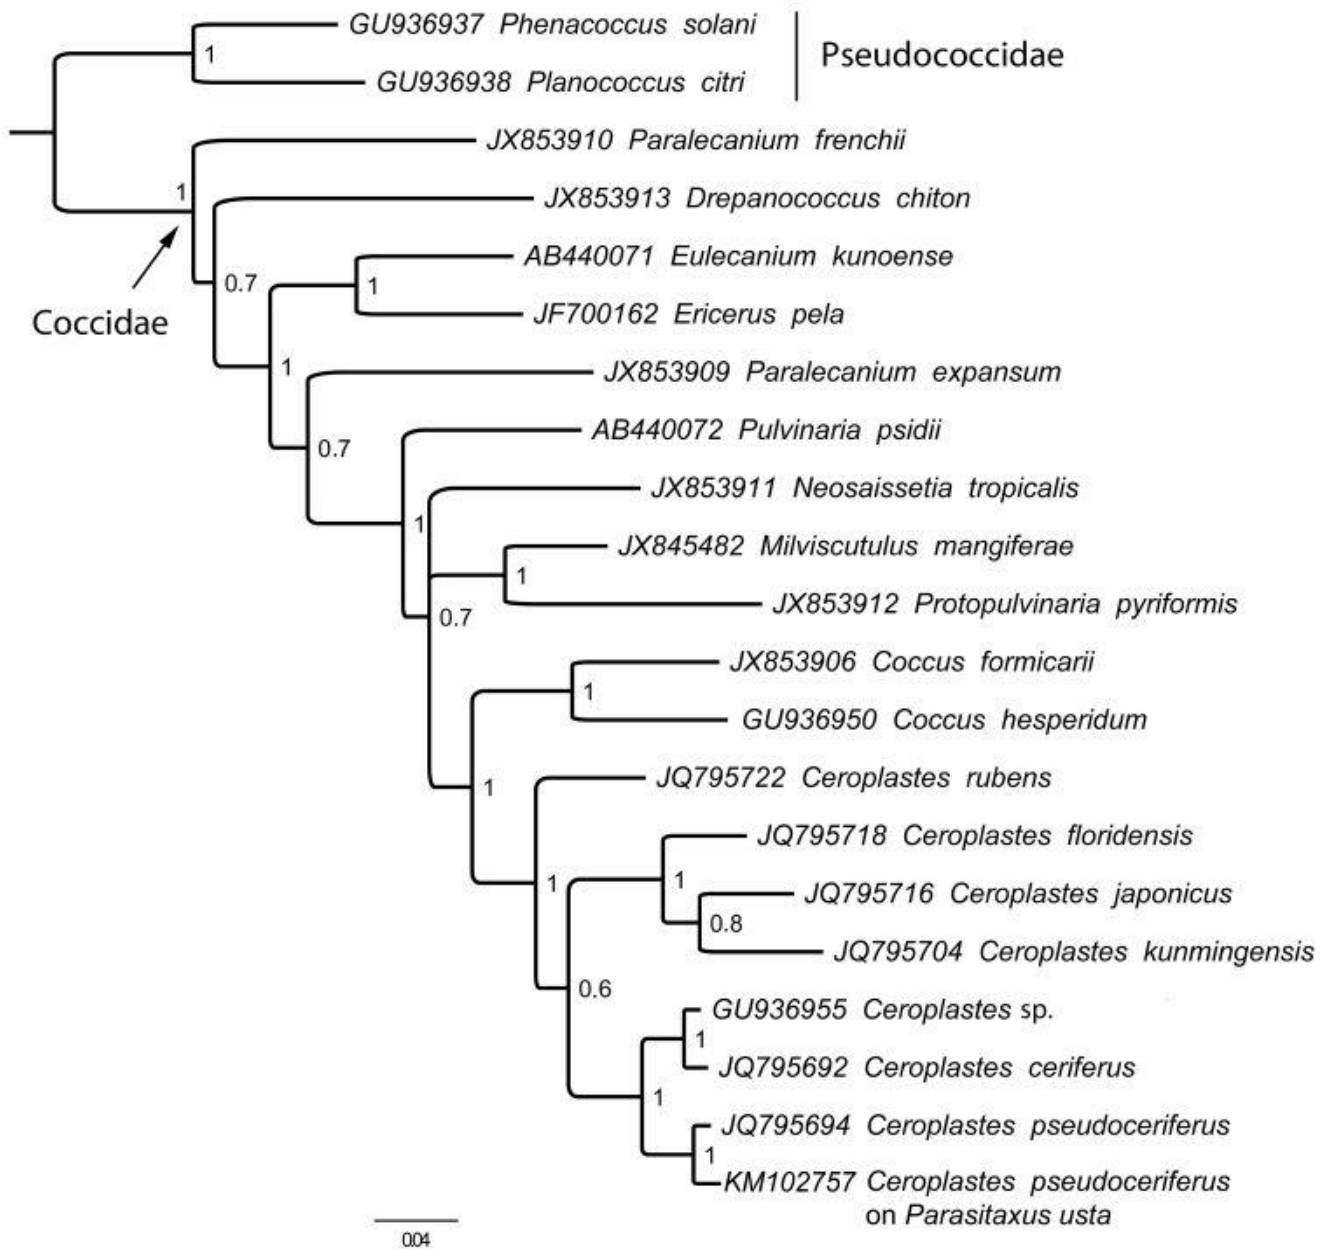 GU936937 Phenacoccus solani
1
Pseudococcidae
GU936938 Planococcus citri
JX853910 Paralecanium frenchii
1
JX853913 Drepanococcus chiton
AB440071 Eulecanium kunoense
0.7
1
Coccidae
JF700162 Ericerus pela
1
JX853909 Paralecanium expansum
AB440072 Pulvinaria psidii
0.7
JX853911 Neosaissetia tropicalis
1
JX845482 Milviscutulus mangiferae
1
JX853912 Protopulvinaria pyriformis
0.7
JX853906 Coccus formicarii
1
GU936950 Coccus hesperidum
JQ795722 Ceroplastes rubens
1
JQ795718 Ceroplastes floridensis
1
1
JQ795716 Ceroplastes japonicus
0.8
JQ795704 Ceroplastes kunmingensis
0.6
GU936955 Ceroplastes sp.
1
JQ795692 Ceroplastes ceriferus
1
JQ795694 Ceroplastes pseudoceriferus
1
KM102757 Ceroplastes pseudoceriferus
on Parasitaxus usta
0.04